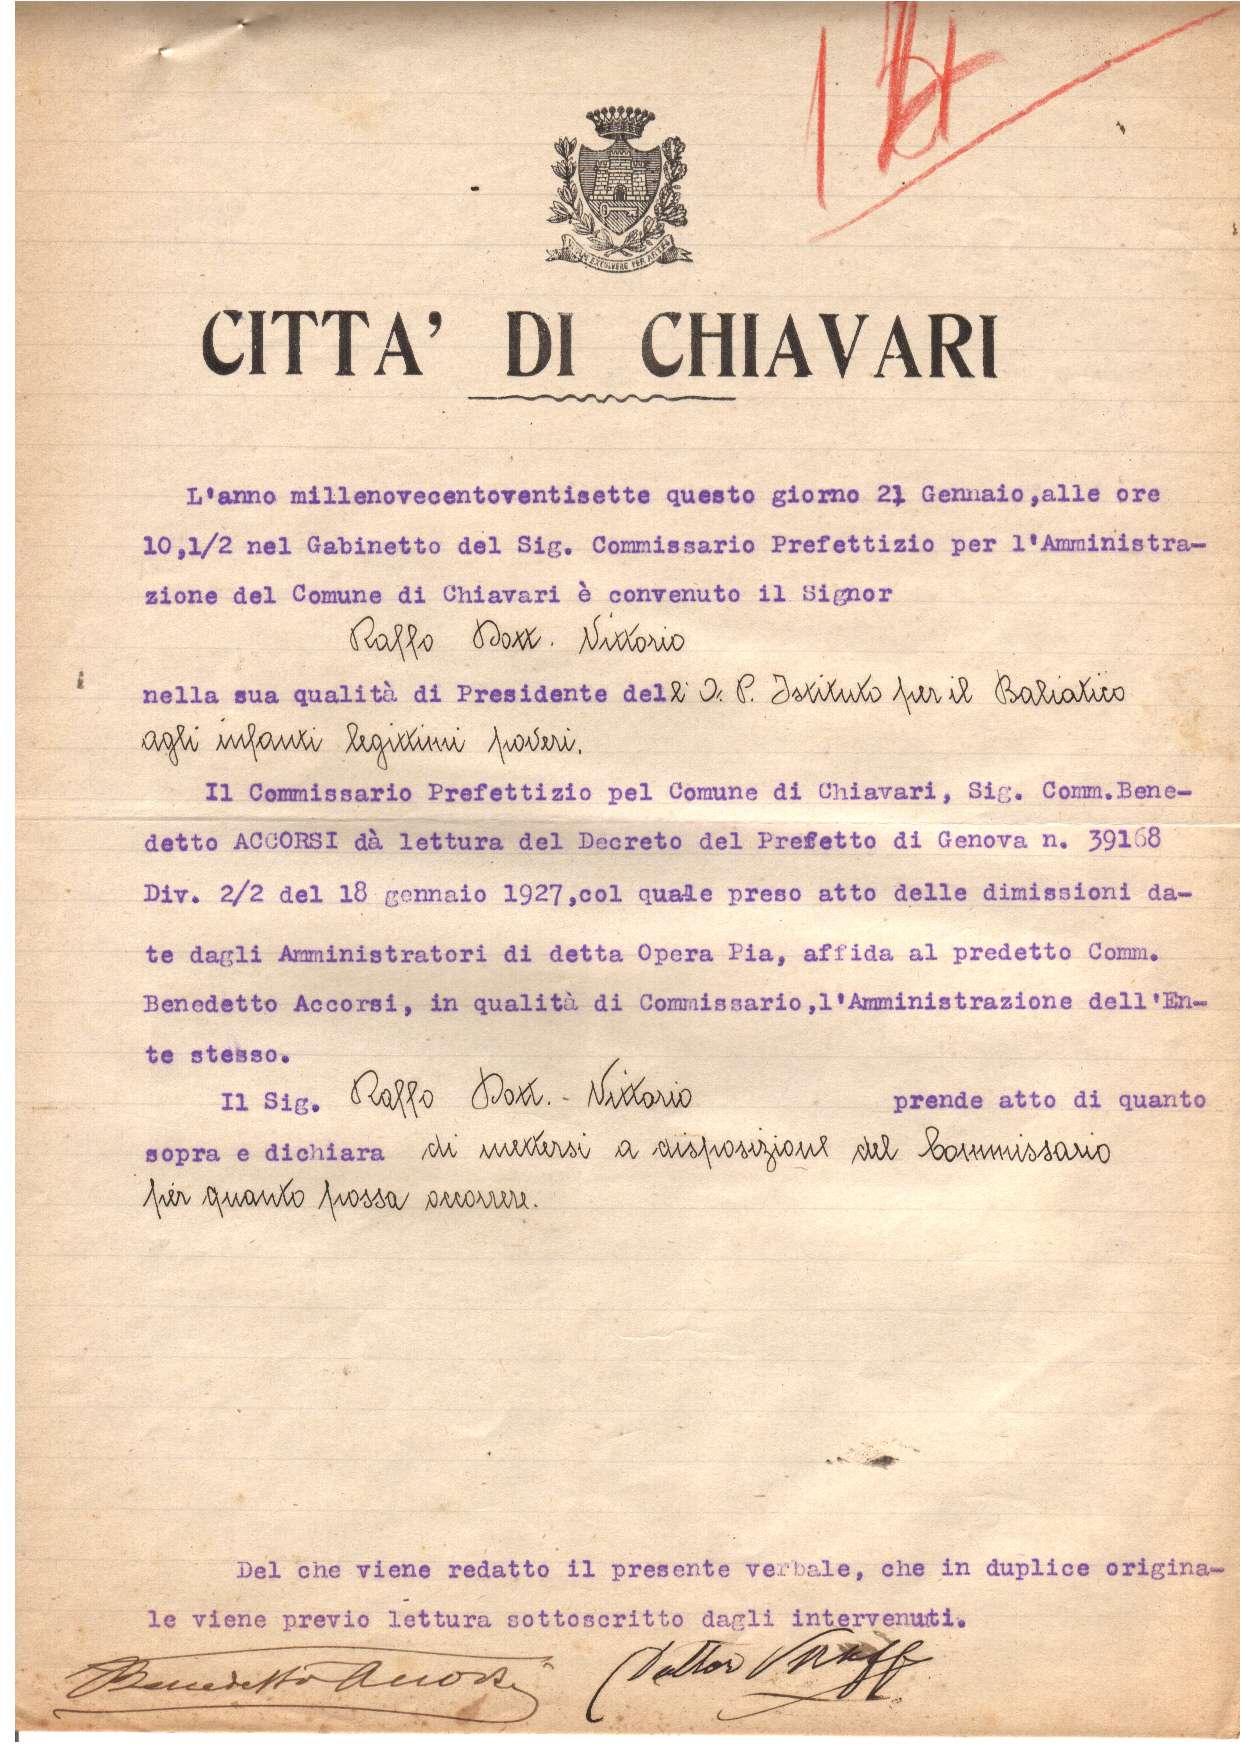 EXCOLVERE PER ARTES
CITTA' DI CHIAVARI
L'anno millenovecentoventisette questo giorno 21 Gennaio,alle ore
10,1/2 nel Gabinetto del Sig. Commissario Prefettizio per l'Amministra-
zione del Comune di Chiavari è convenuto il Signor
Raffo Dott. Vittorio
nella sua qualità di Presidente dell' O. P. Istituto per il Baliatico
agli infanti legittimi poveri.
Il Commissario Prefettizio pel Comune di Chiavari, Sig. Comm.Bene-
detto ACCORSI dà lettura del Decreto del Prefetto di Genova n. 39168
Div. 2/2 del 18 gennaio 1927,col quale preso atto delle dimissioni da-
te dagli Amministratori di detta Opera Pia, affida al predetto Comm.
Benedetto Accorsi, in qualità di Commissario,l'Amministrazione dell'En-
te stesso.
Il Sig. Raffo Dott. - Vittorio prende atto di quanto
sopra e dichiara di mettersi a disposizione del Commissario
per quanto possa occorrere.
Del che viene redatto il presente verbale, che in duplice origina-
le viene previo lettura sottoscritto dagli intervenuti.
Benedetto Accorsi Dottor V Raffo